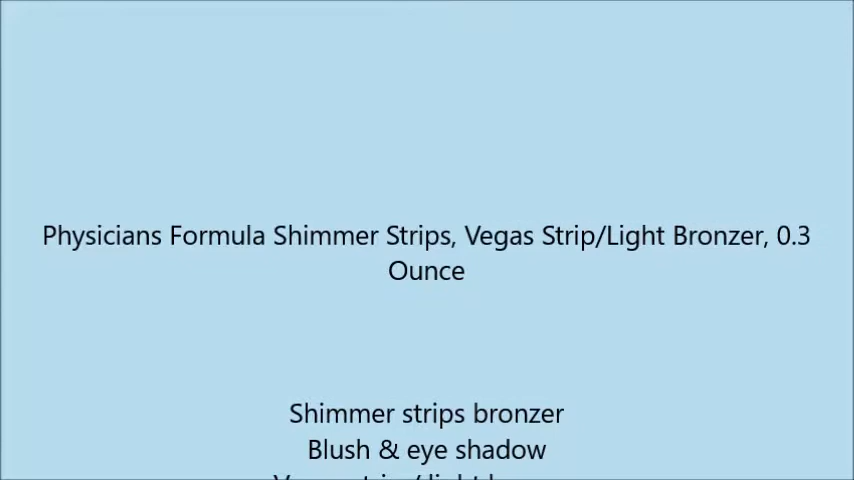 Physicians Formula Shimmer Strips, Vegas Strip/Light Bronzer, 0.3
Ounce
Shimmer strips bronzer
Blush & eye shadow